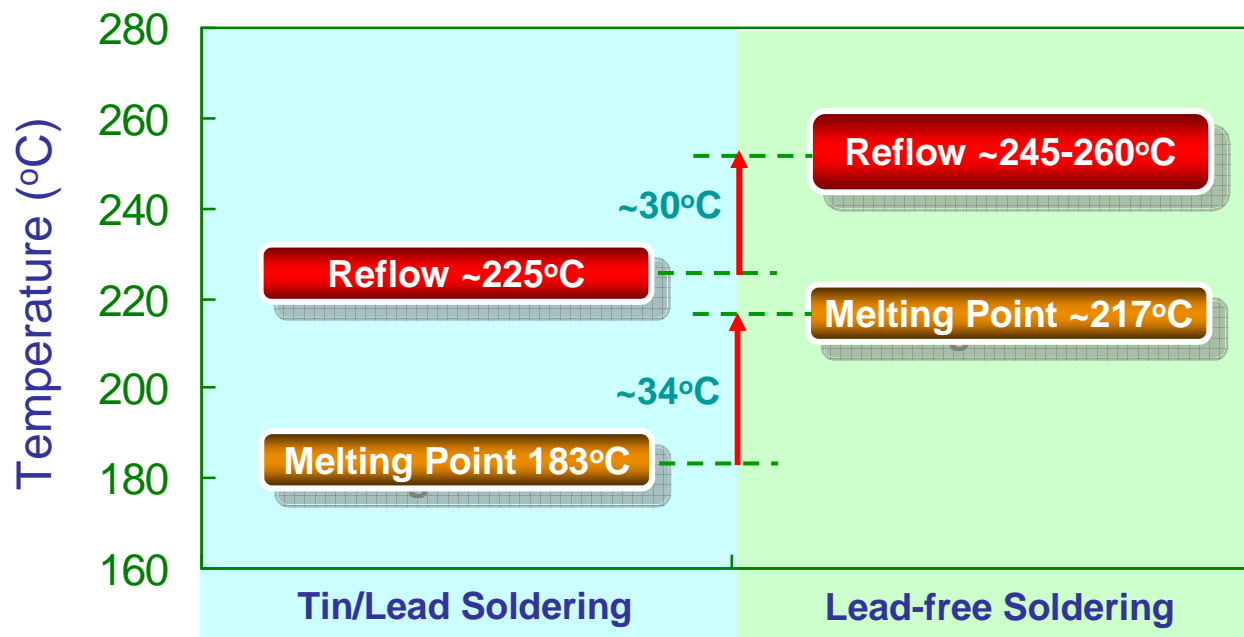 280
260
240
220
200
180
160
Temperature (ºC)
Reflow ~245-260ºC
~30ºC
Reflow ~225ºC
Melting Point ~217ºC
~34ºC
Melting Point 183ºC
Tin/Lead Soldering
Lead-free Soldering